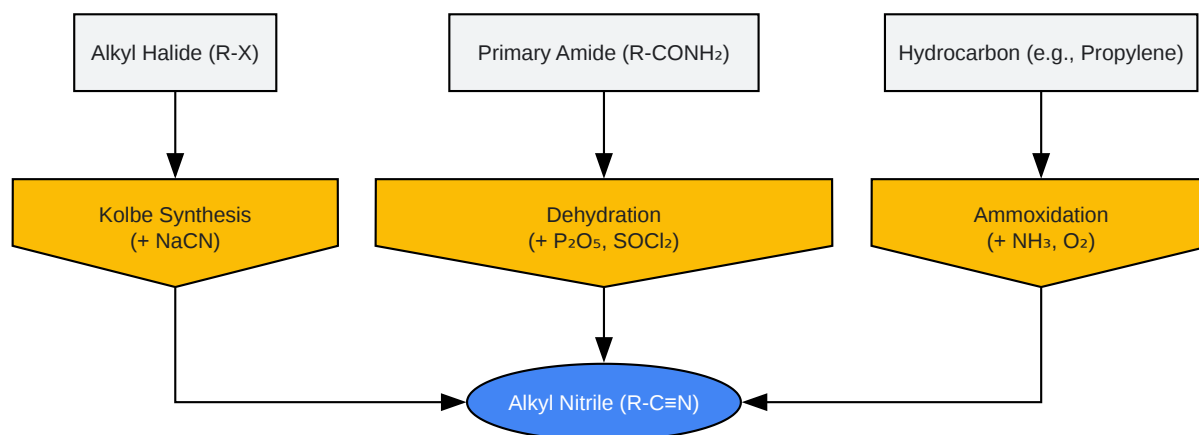 Alkyl Halide (R-X)
Primary Amide (R-CONH₂)
Hydrocarbon (e.g., Propylene)
Kolbe Synthesis
(+ NaCN)
Dehydration
(+ P₂O₅, SOCl₂)
Ammoxidation
(+ NH₃, O₂)
Alkyl Nitrile (R-C≡N)